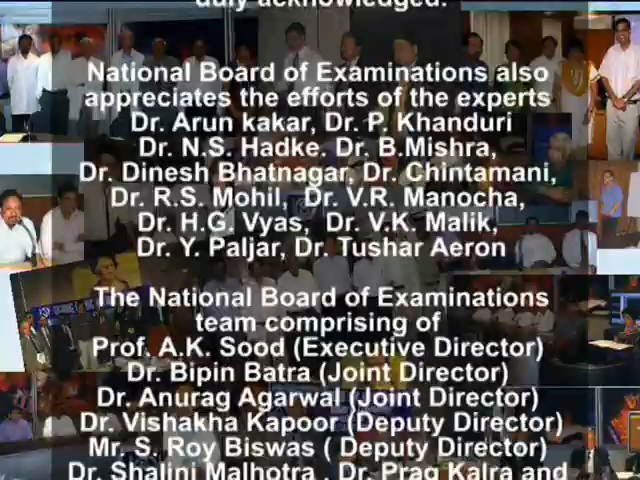 duly acknowledged.
National Board of Examinations also
appreciates the efforts of the experts
Dr. Arun kakar, Dr. P. Khanduri
Dr. N.S. Hadke. Dr. B.Mishra,
Dr. Dinesh Bhatnagar, Dr. Chintamani,
Dr. R.S. Mohil, Dr. V.R. Manocha,
Dr. H.G. Vyas, Dr. V.K. Malik,
Dr. Y. Paljar, Dr. Tushar Aeron
The National Board of Examinations
team comprising of
Prof. A.K. Sood (Executive Director)
Dr. Bipin Batra (Joint Director)
Dr. Anurag Agarwal (Joint Director)
Dr. Vishakha Kapoor (Deputy Director)
Mr. S. Roy Biswas ( Deputy Director)
Dr. Shalini Malhotra , Dr. Prag Kalra and